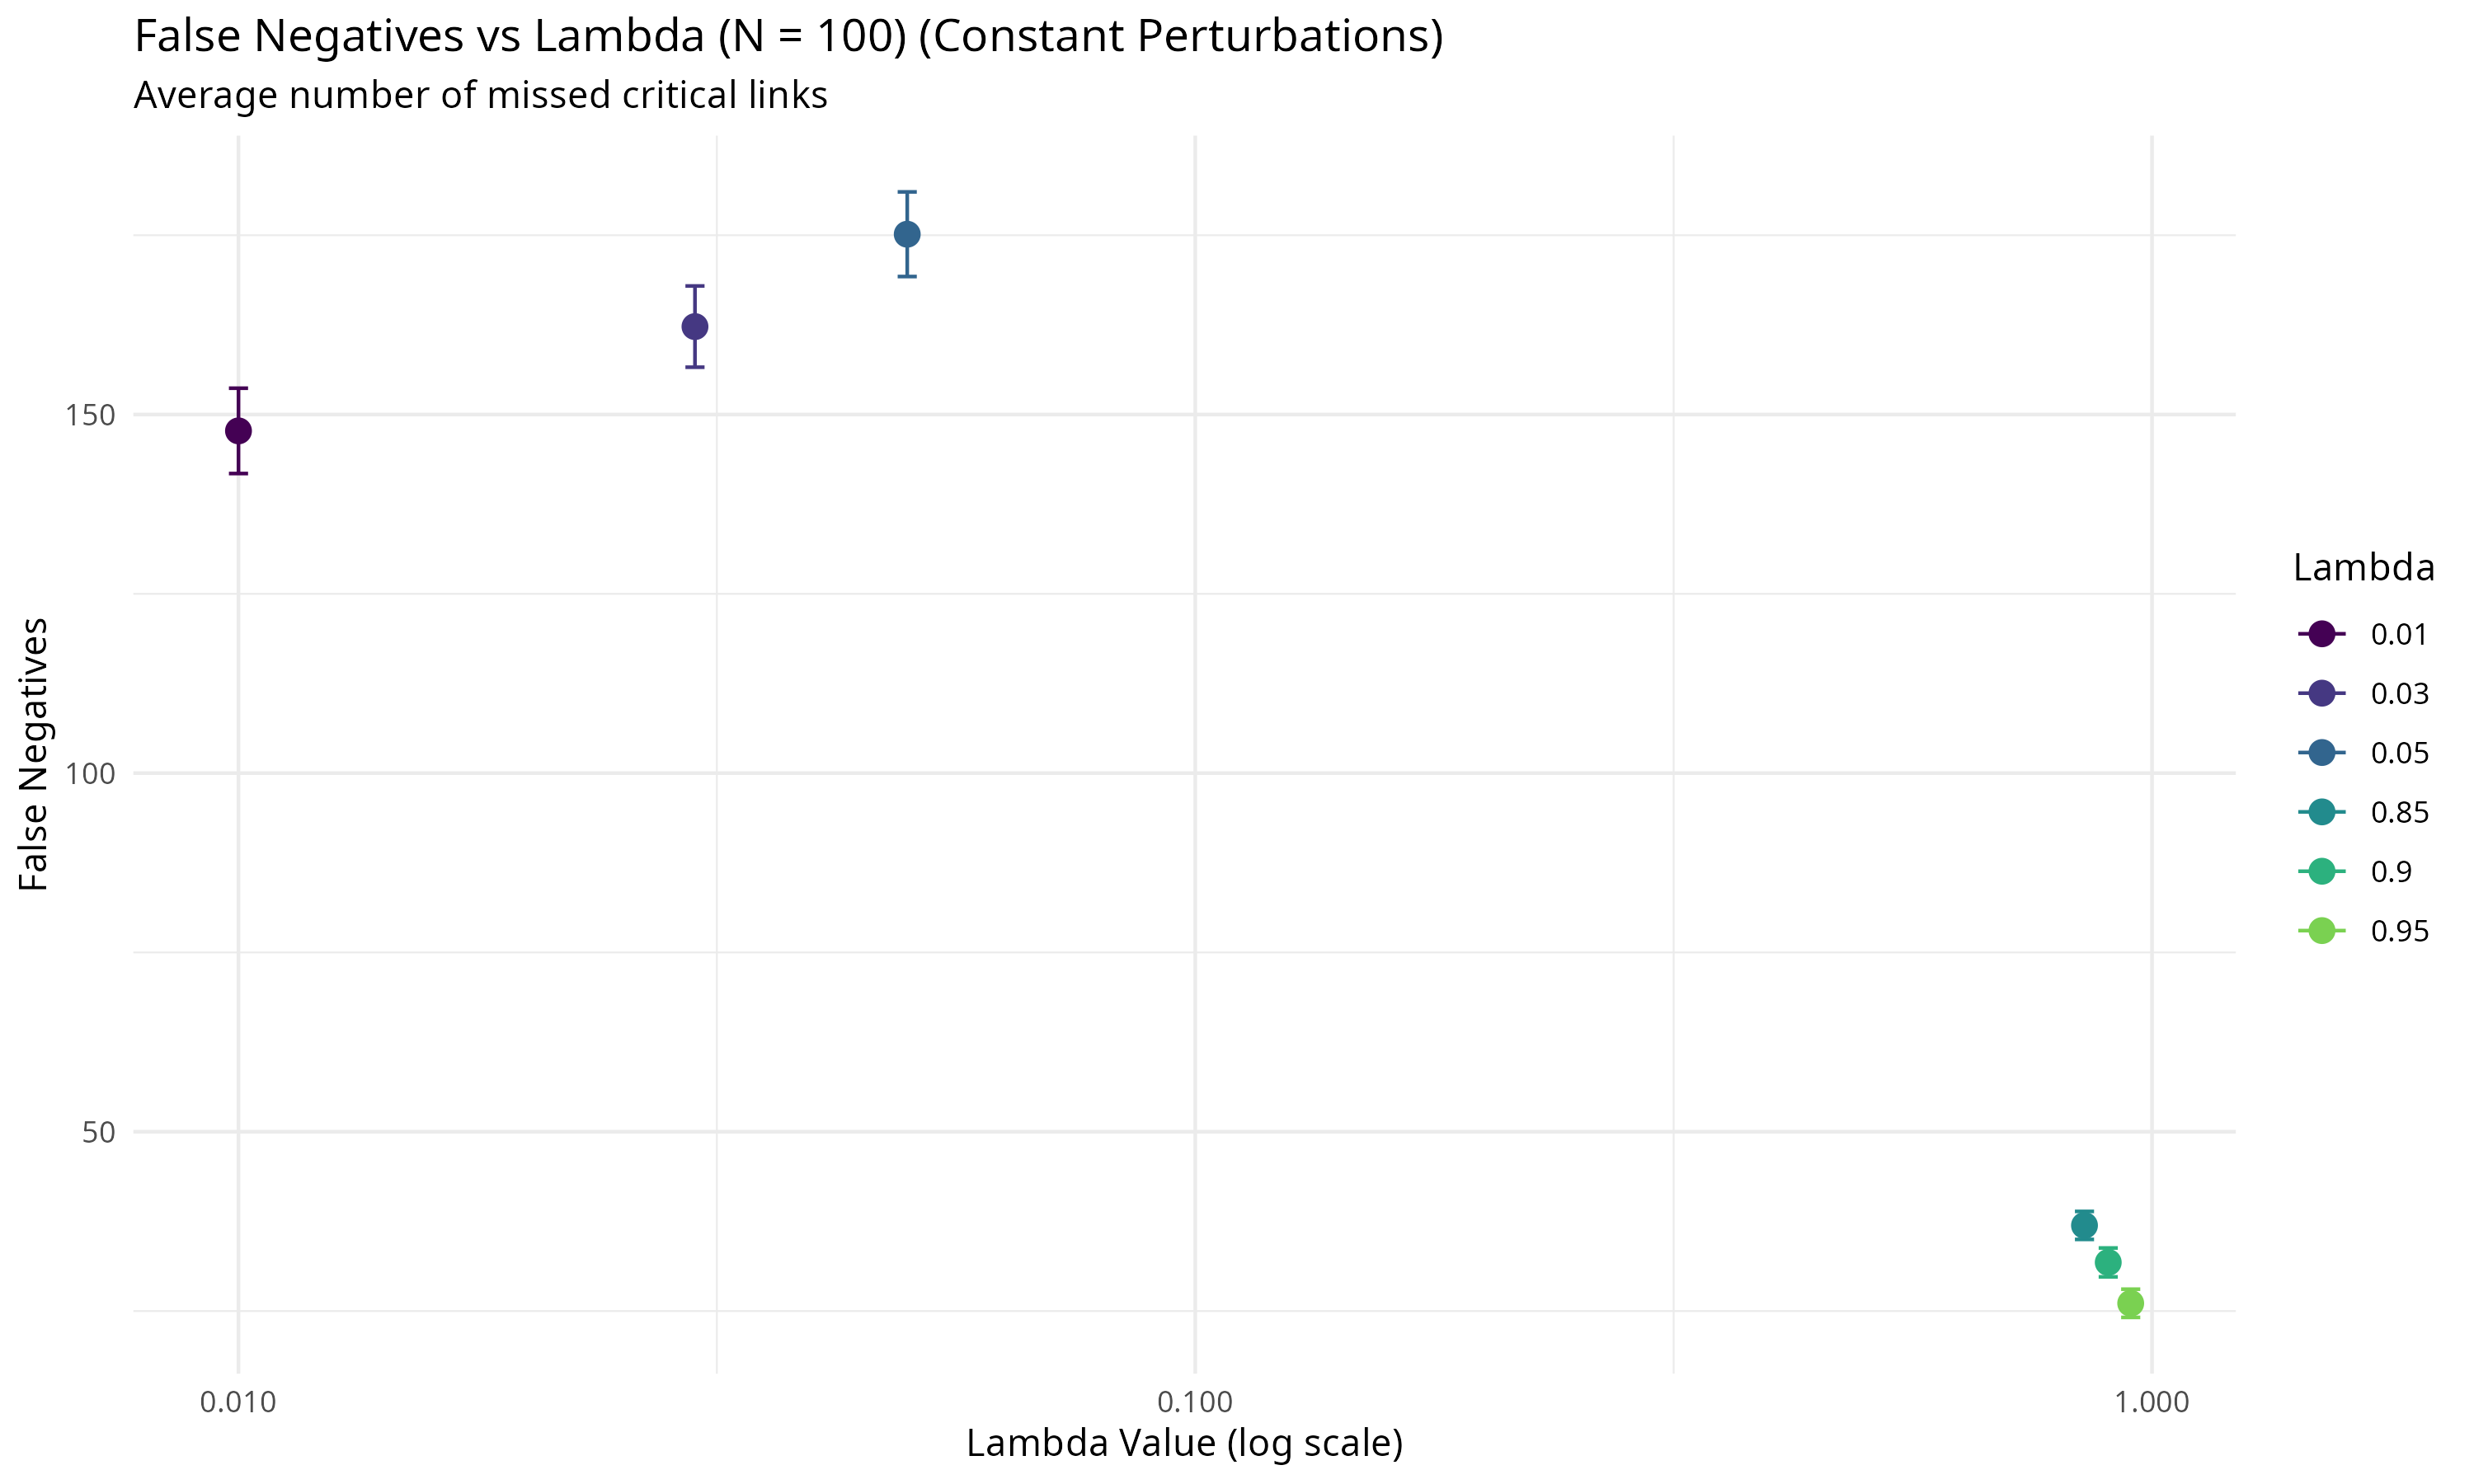 False Negatives vs Lambda (N = 100) (Constant Perturbations)
Average number of missed critical links
False Negatives
150
100
50
0.010
0.100
1.000
Lambda Value (log scale)
Lambda
0.01
0.03
0.05
0.85
0.9
0.95